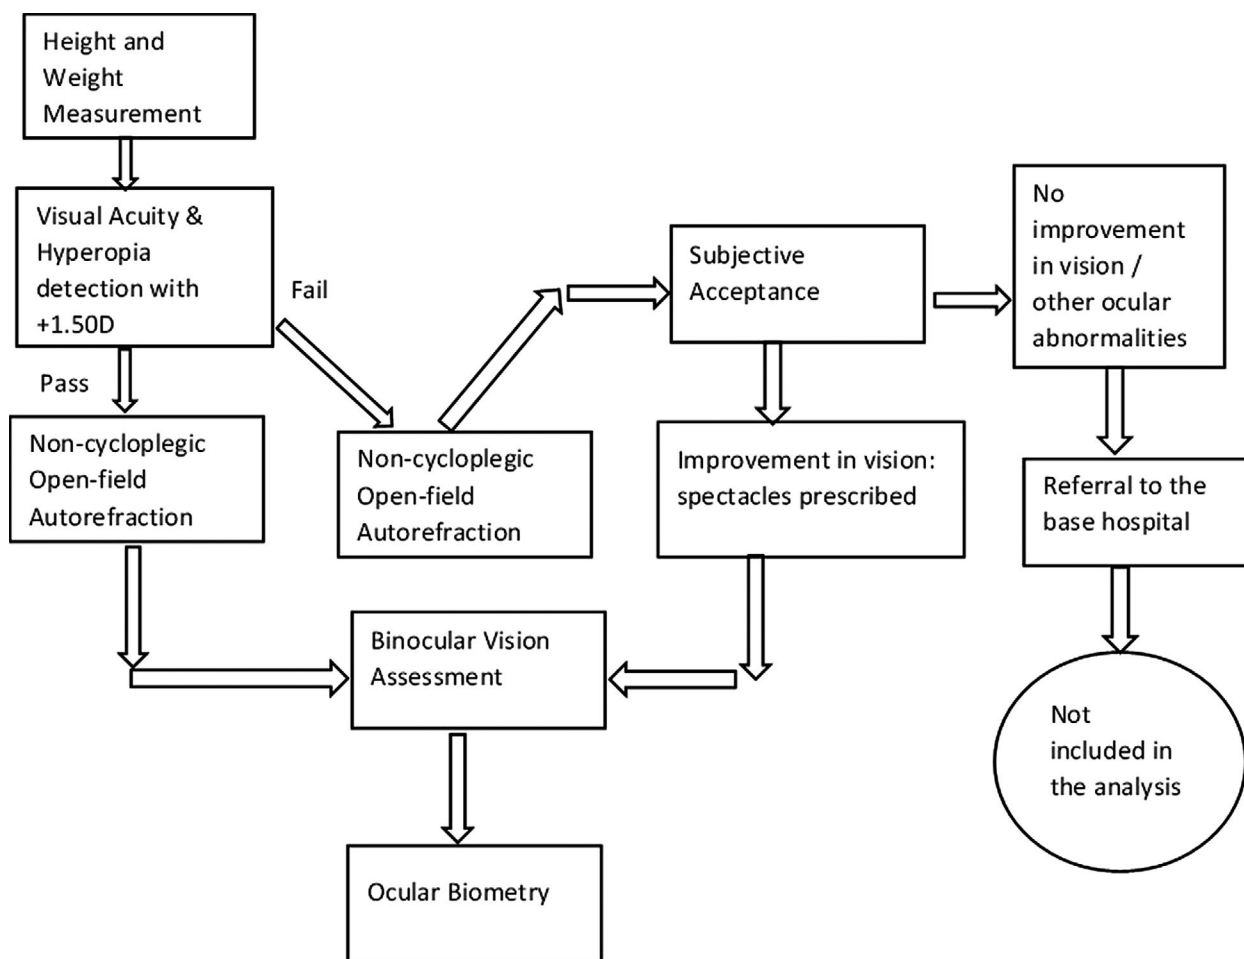 Height and
Weight
Measurement
Visual Acuity &
Hyperopia
detection with
+1.50D
Fail
Pass
Non-cycloplegic
Open-field
Autorefraction
Non-cycloplegic
Open-field
Autorefraction
Subjective
Acceptance
Improvement in vision:
spectacles prescribed
No
improvement
in vision /
other ocular
abnormalities
Referral to the
base hospital
Not
included in
the analysis
Binocular Vision
Assessment
Ocular Biometry